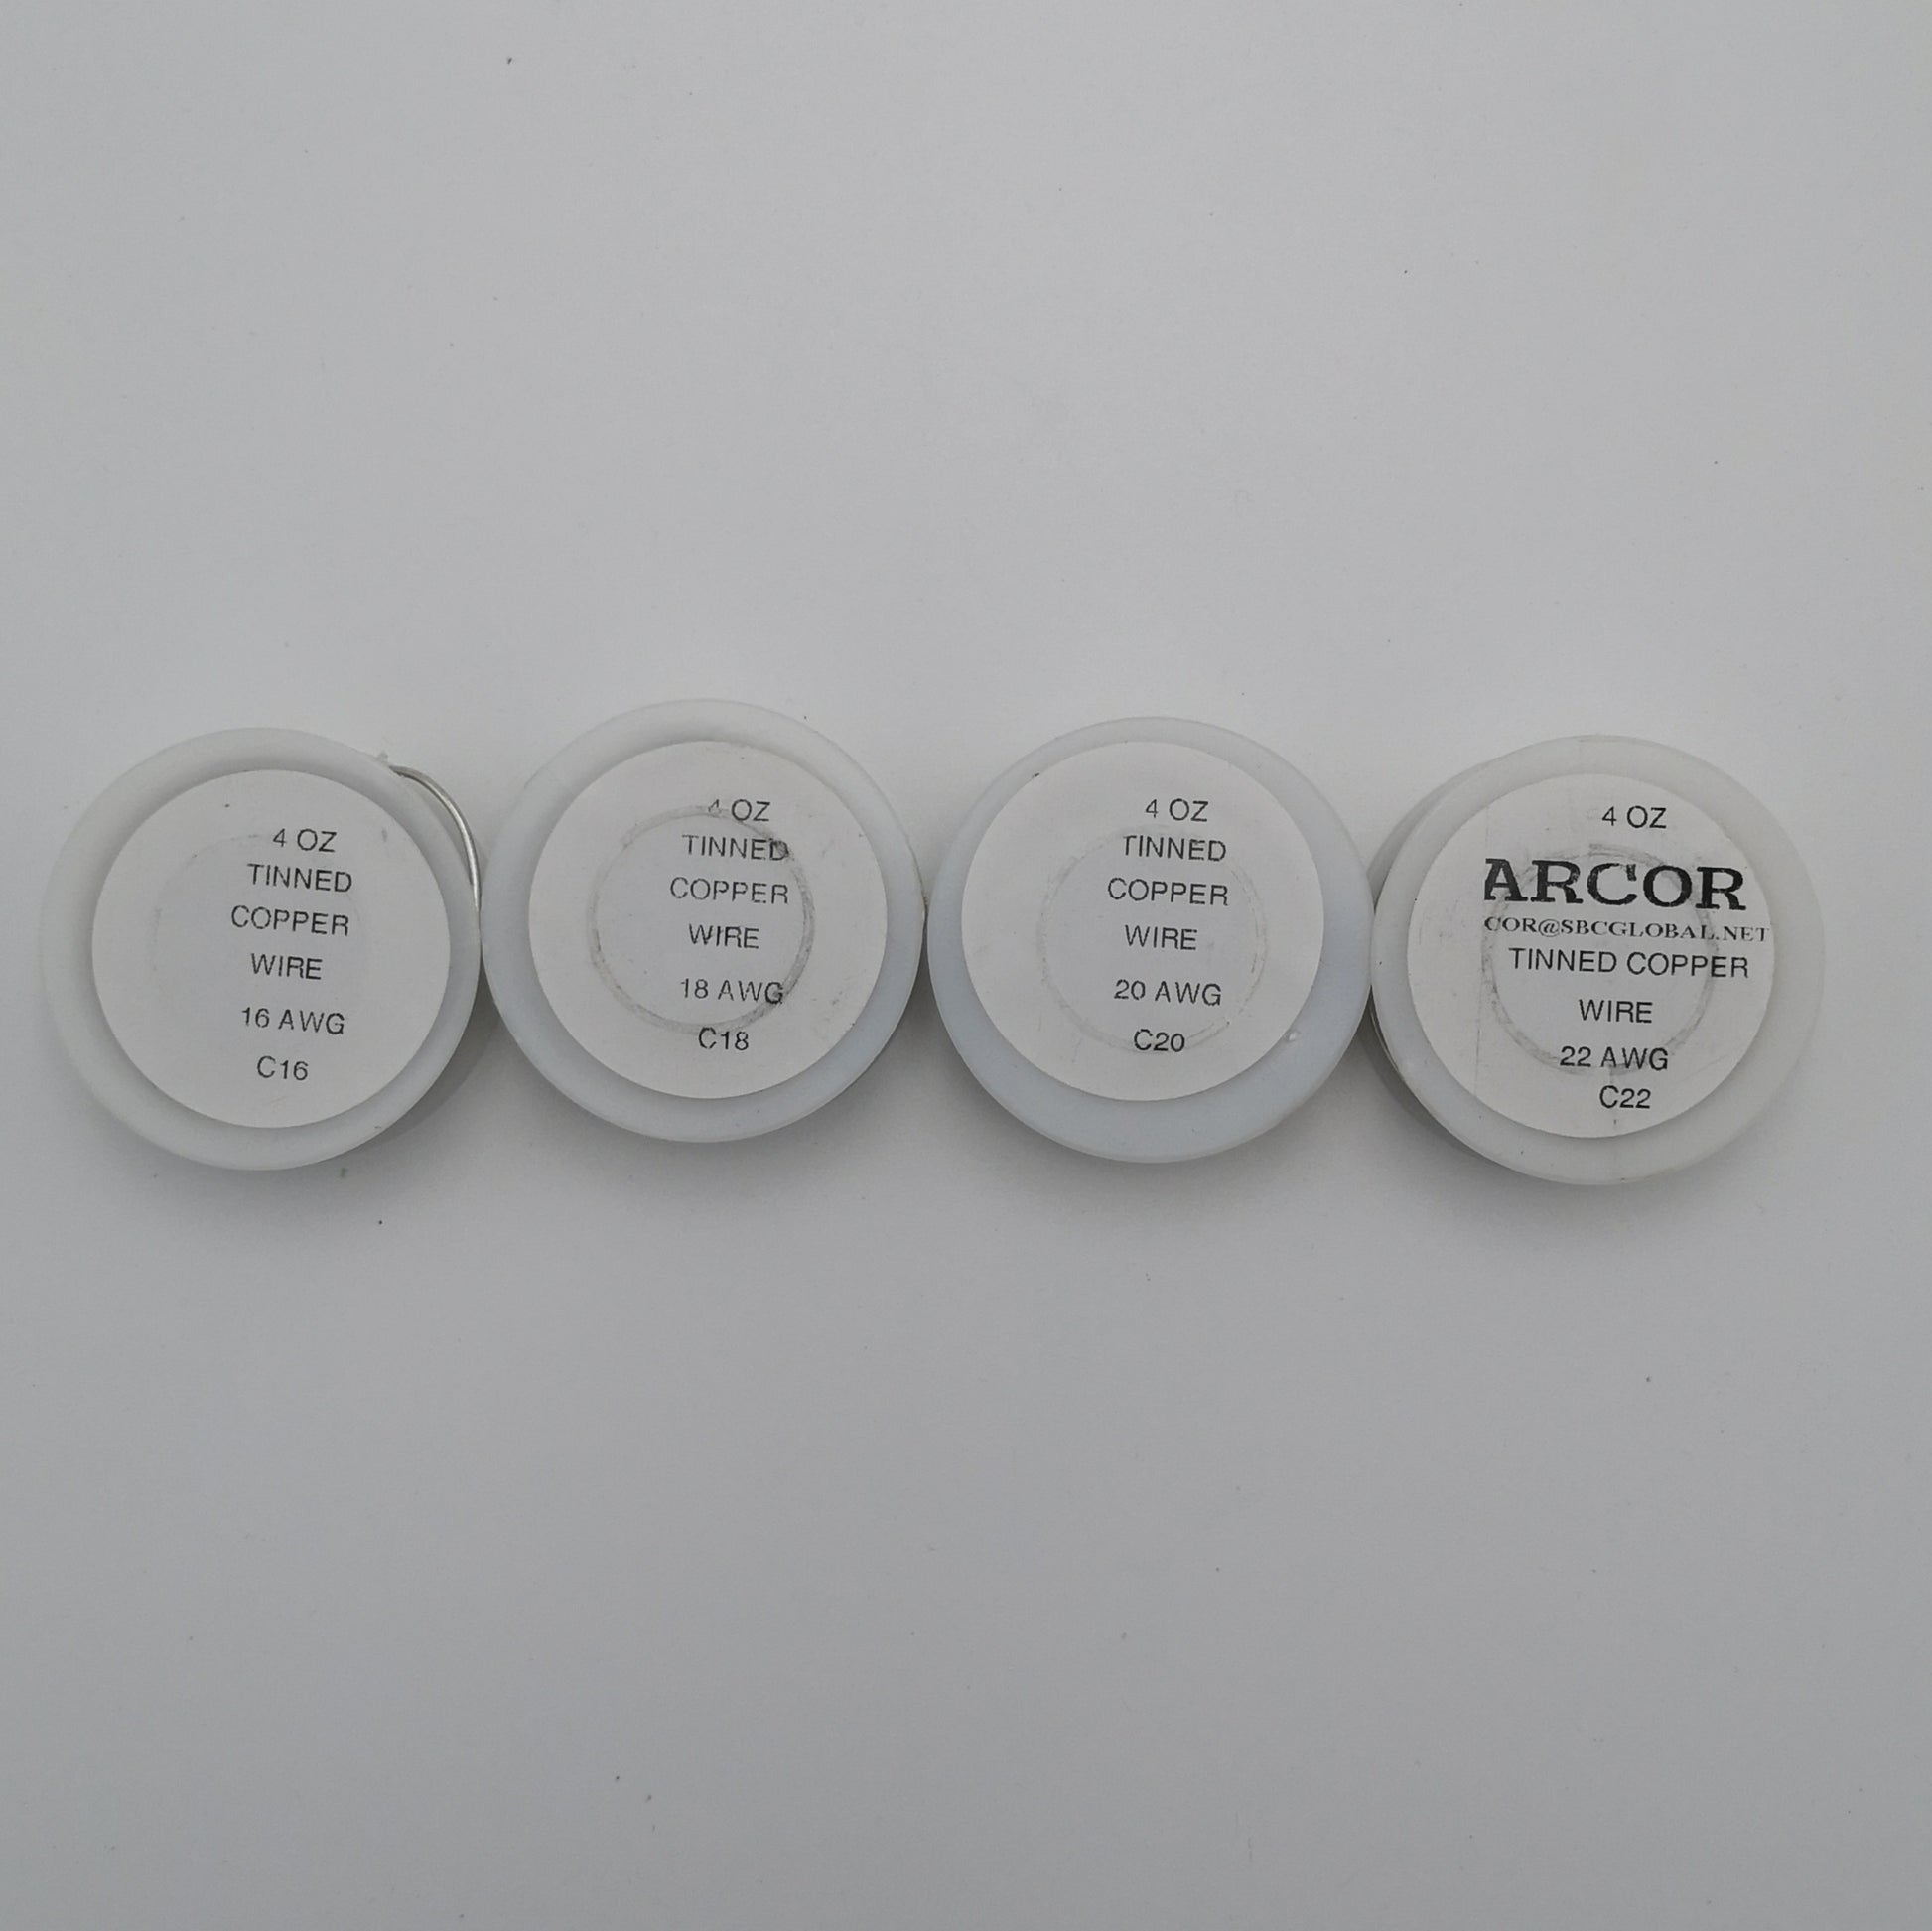 4 OZ
TINNED
COPPER
WIRE
16 AWG
C16
4 OZ
TINNED
COPPER
WIRE
18 AWG
C18
4 OZ
TINNED
COPPER
WIRE
20 AWG
C20
4 OZ
ARCOR
COR@SBCGLOBAL.NET
TINNED COPPER
WIRE
22 AWG
C22